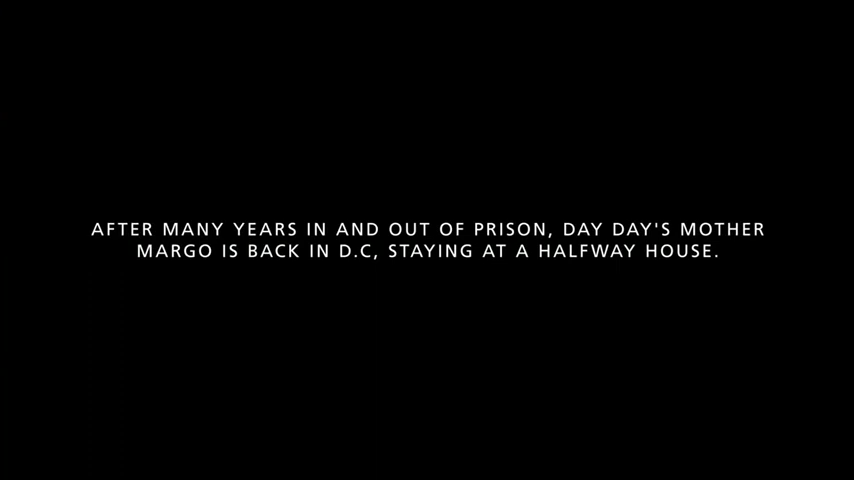 AFTER MANY YEARS IN AND OUT OF PRISON, DAY DAY'S MOTHER
MARGO IS BACK IN D.C, STAYING AT A HALFWAY HOUSE.